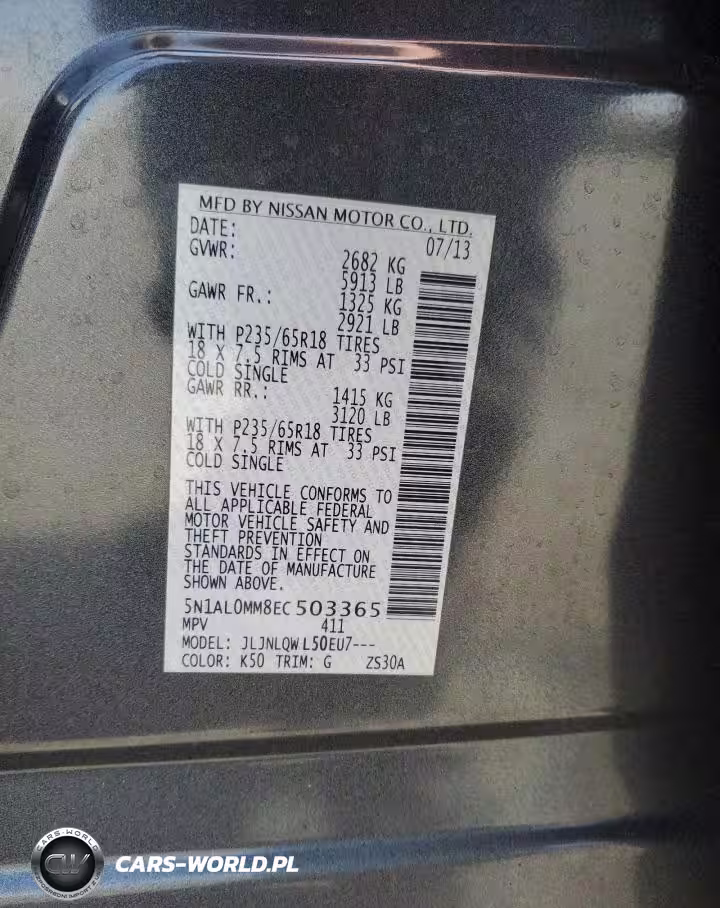 MFD BY NISSAN MOTOR CO., LTD.
DATE: 07/13
GVWR: 2682 KG
5913 LB
GAWR FR.: 1325 KG
2921 LB
WITH P235/65R18 TIRES
18 X 7.5 RIMS AT 33 PSI
COLD SINGLE
GAWR RR.: 1415 KG
3120 LB
WITH P235/65R18 TIRES
18 X 7.5 RIMS AT 33 PSI
COLD SINGLE
THIS VEHICLE CONFORMS TO
ALL APPLICABLE FEDERAL
MOTOR VEHICLE SAFETY AND
THEFT PREVENTION
STANDARDS IN EFFECT ON
THE DATE OF MANUFACTURE
SHOWN ABOVE.
5N1AL0MM8EC503365
MPV 411
MODEL: JLJNLQWL50EU7---
COLOR: K50 TRIM: G ZS30A
CARS-WORLD
CW
CARS-WORLD.PL